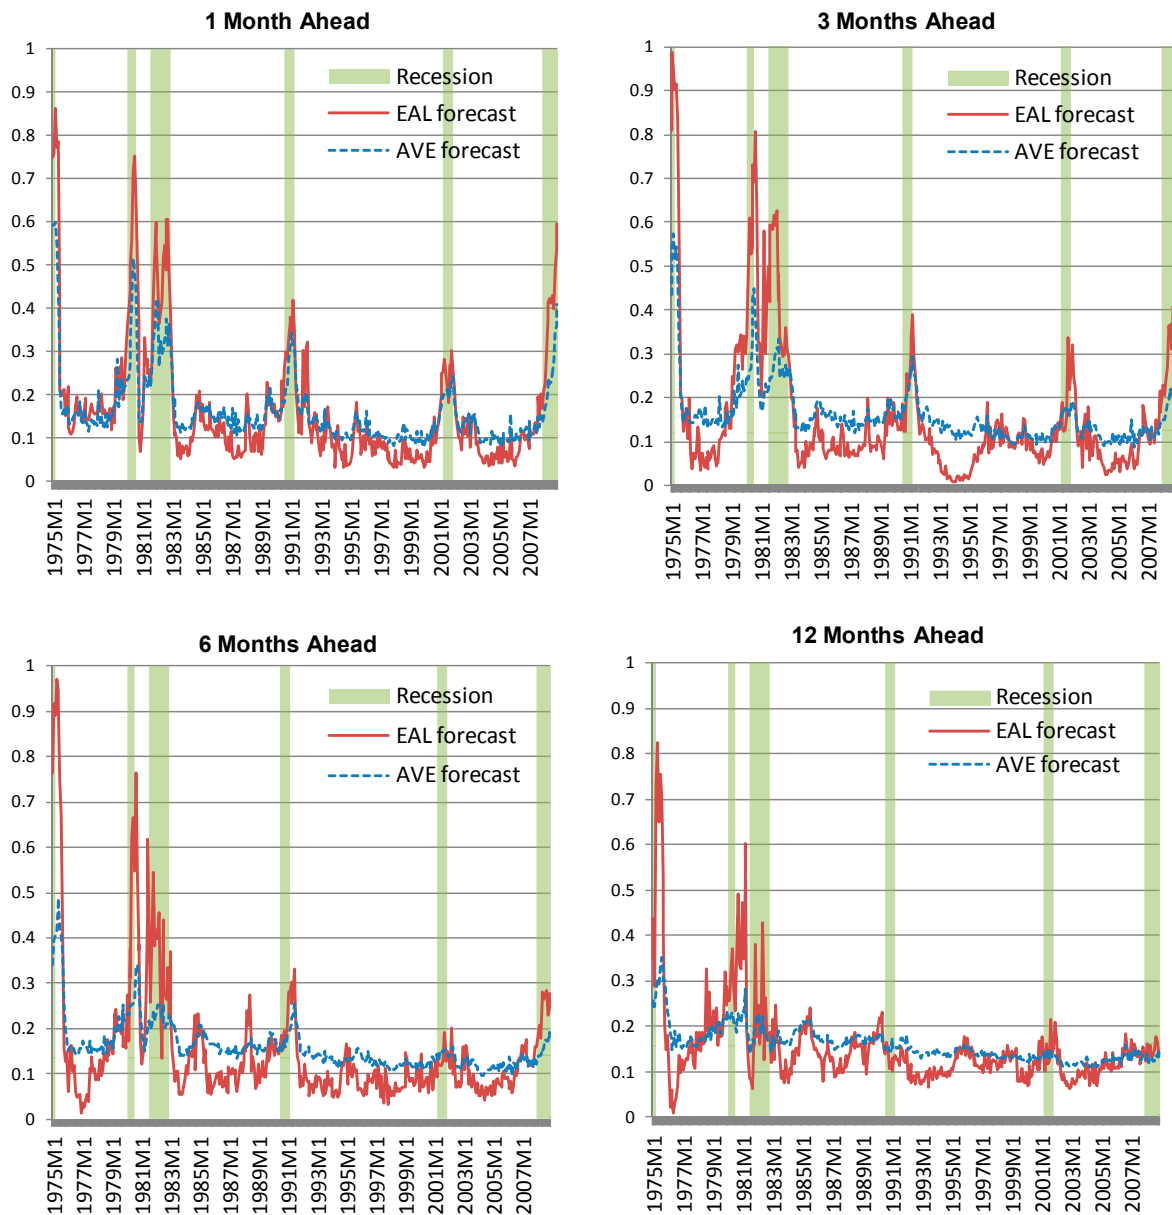 1 Month Ahead
1
0.9
0.8
0.7
0.6
0.5
0.4
0.3
0.2
0.1
0
Recession
EAL forecast
AVE forecast
1975M1
1977M1
1979M1
1981M1
1983M1
1985M1
1987M1
1989M1
1991M1
1993M1
1995M1
1997M1
1999M1
2001M1
2003M1
2005M1
2007M1
3 Months Ahead
1
0.9
0.8
0.7
0.6
0.5
0.4
0.3
0.2
0.1
0
Recession
EAL forecast
AVE forecast
1975M1
1977M1
1979M1
1981M1
1983M1
1985M1
1987M1
1989M1
1991M1
1993M1
1995M1
1997M1
1999M1
2001M1
2003M1
2005M1
2007M1
6 Months Ahead
1
0.9
0.8
0.7
0.6
0.5
0.4
0.3
0.2
0.1
0
Recession
EAL forecast
AVE forecast
1975M1
1977M1
1979M1
1981M1
1983M1
1985M1
1987M1
1989M1
1991M1
1993M1
1995M1
1997M1
1999M1
2001M1
2003M1
2005M1
2007M1
12 Months Ahead
1
0.9
0.8
0.7
0.6
0.5
0.4
0.3
0.2
0.1
0
Recession
EAL forecast
AVE forecast
1975M1
1977M1
1979M1
1981M1
1983M1
1985M1
1987M1
1989M1
1991M1
1993M1
1995M1
1997M1
1999M1
2001M1
2003M1
2005M1
2007M1